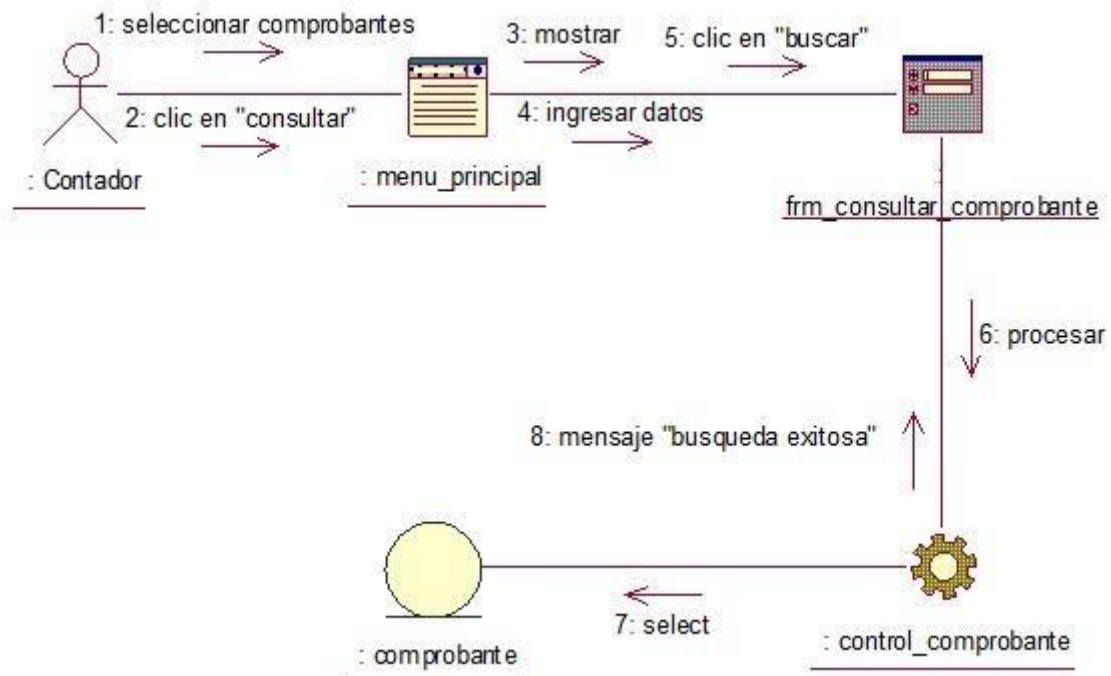 1: seleccionar comprobantes
3: mostrar
5: clic en "buscar"
2: clic en "consultar"
4: ingresar datos
: Contador
: menu_principal
:
frm_consultar_comprobante
6: procesar
8: mensaje "busqueda exitosa"
7: select
: comprobante
: control_comprobante